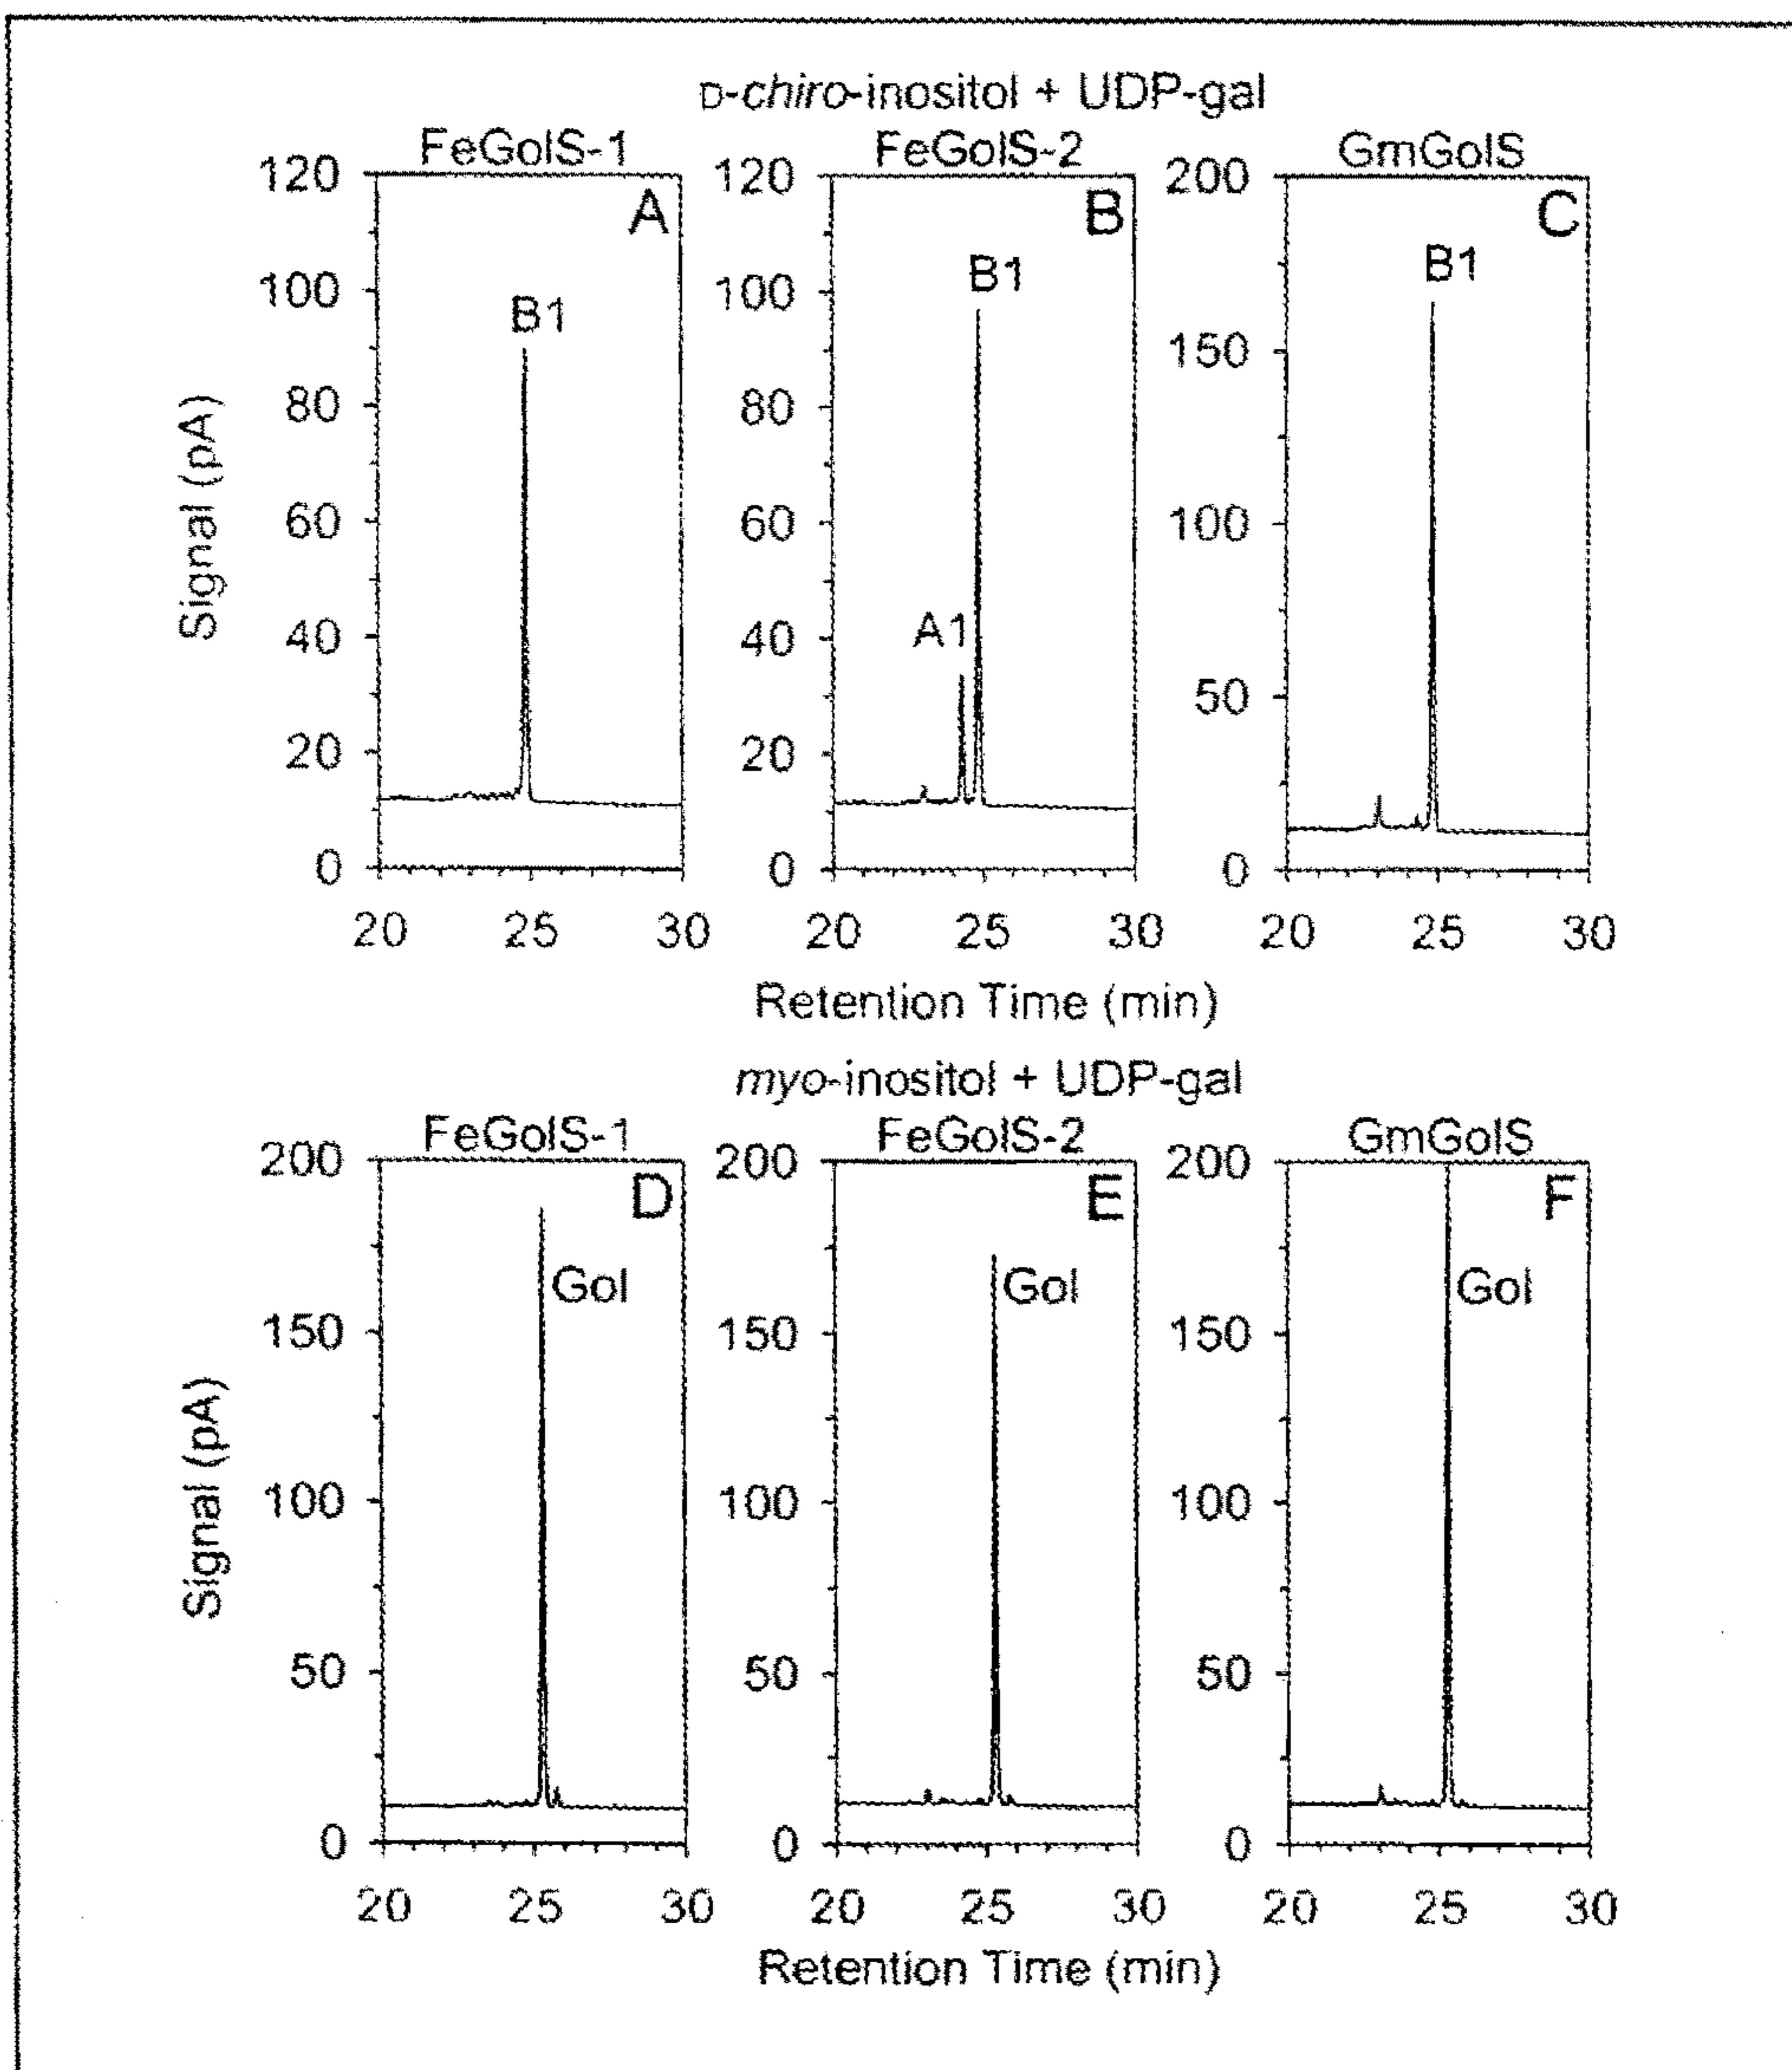 D-chiro-inositol + UDP-gal
FeGolS-1 FeGolS-2 GmGolS
A B C
120 100 80 60 40 20 0
120 100 80 60 40 20 0
200 150 100 50 0
B1
A1 B1
B1
Signal (pA)
20 25 30 20 25 30 20 25 30
Retention Time (min)
myo-inositol + UDP-gal
FeGolS-1 FeGolS-2 GmGolS
D E F
200 150 100 50 0
200 150 100 50 0
200 150 100 50 0
Gol Gol Gol
Signal (pA)
20 25 30 20 25 30 20 25 30
Retention Time (min)